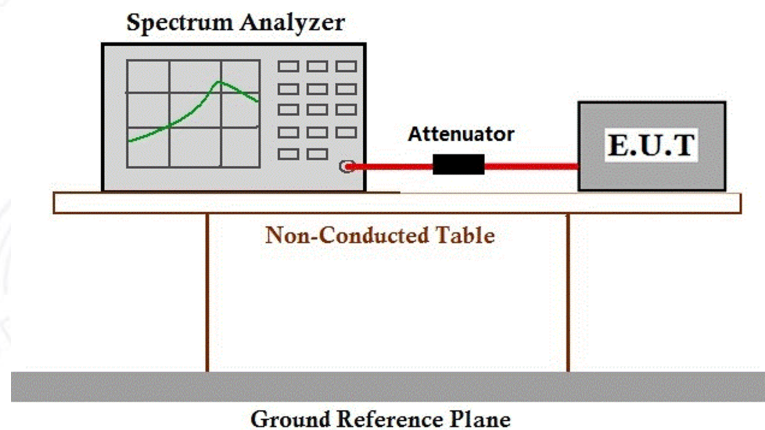 Spectrum Analyzer
Attenuator
E.U.T
Non-Conducted Table
Ground Reference Plane